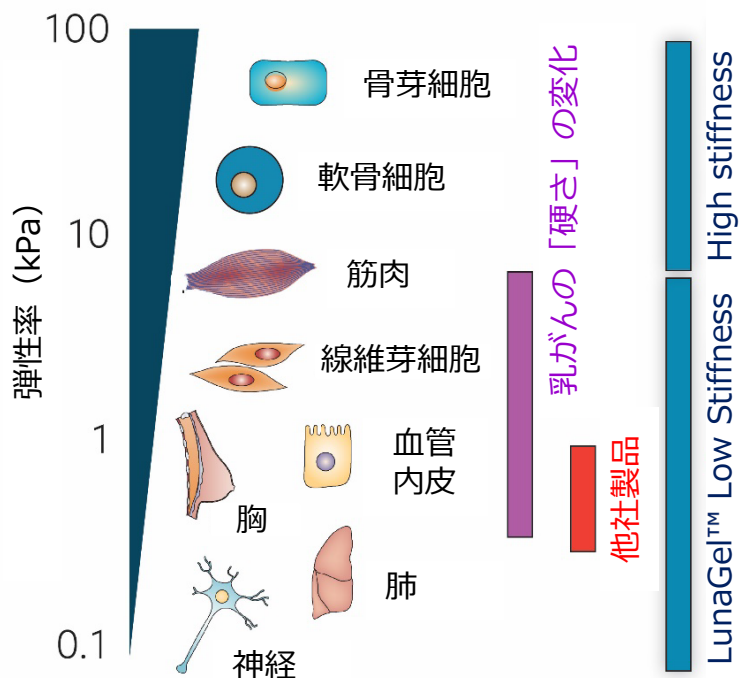 100
10
1
0.1
弾性率（kPa）
骨芽細胞
軟骨細胞
筋肉
線維芽細胞
血管
内皮
胸
肺
神経
乳がんの「硬さ」の変化
他社製品
High stiffness
LunaGel™ Low Stiffness